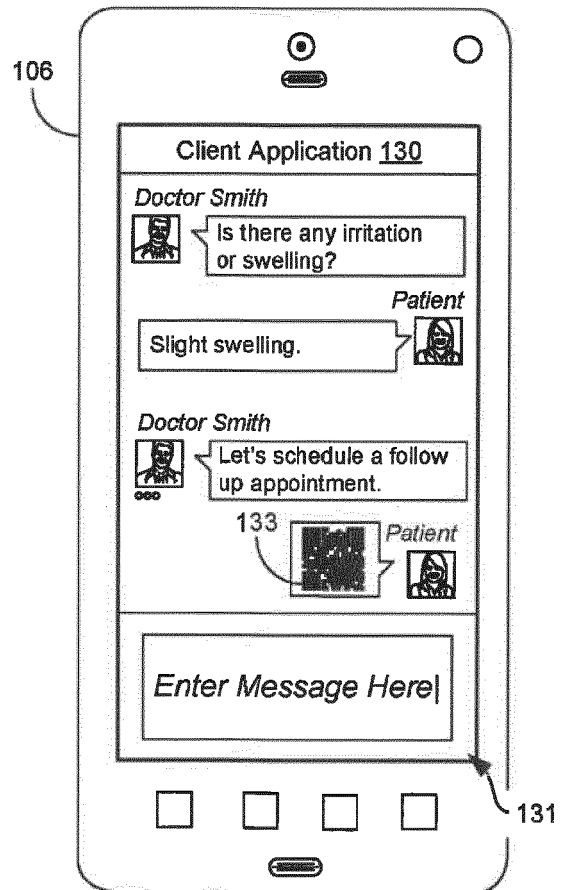 106
Client Application 130
Doctor Smith
Is there any irritation
or swelling?
Patient
Slight swelling.
Doctor Smith
Let's schedule a follow
up appointment.
133
Patient
Enter Message Here
131